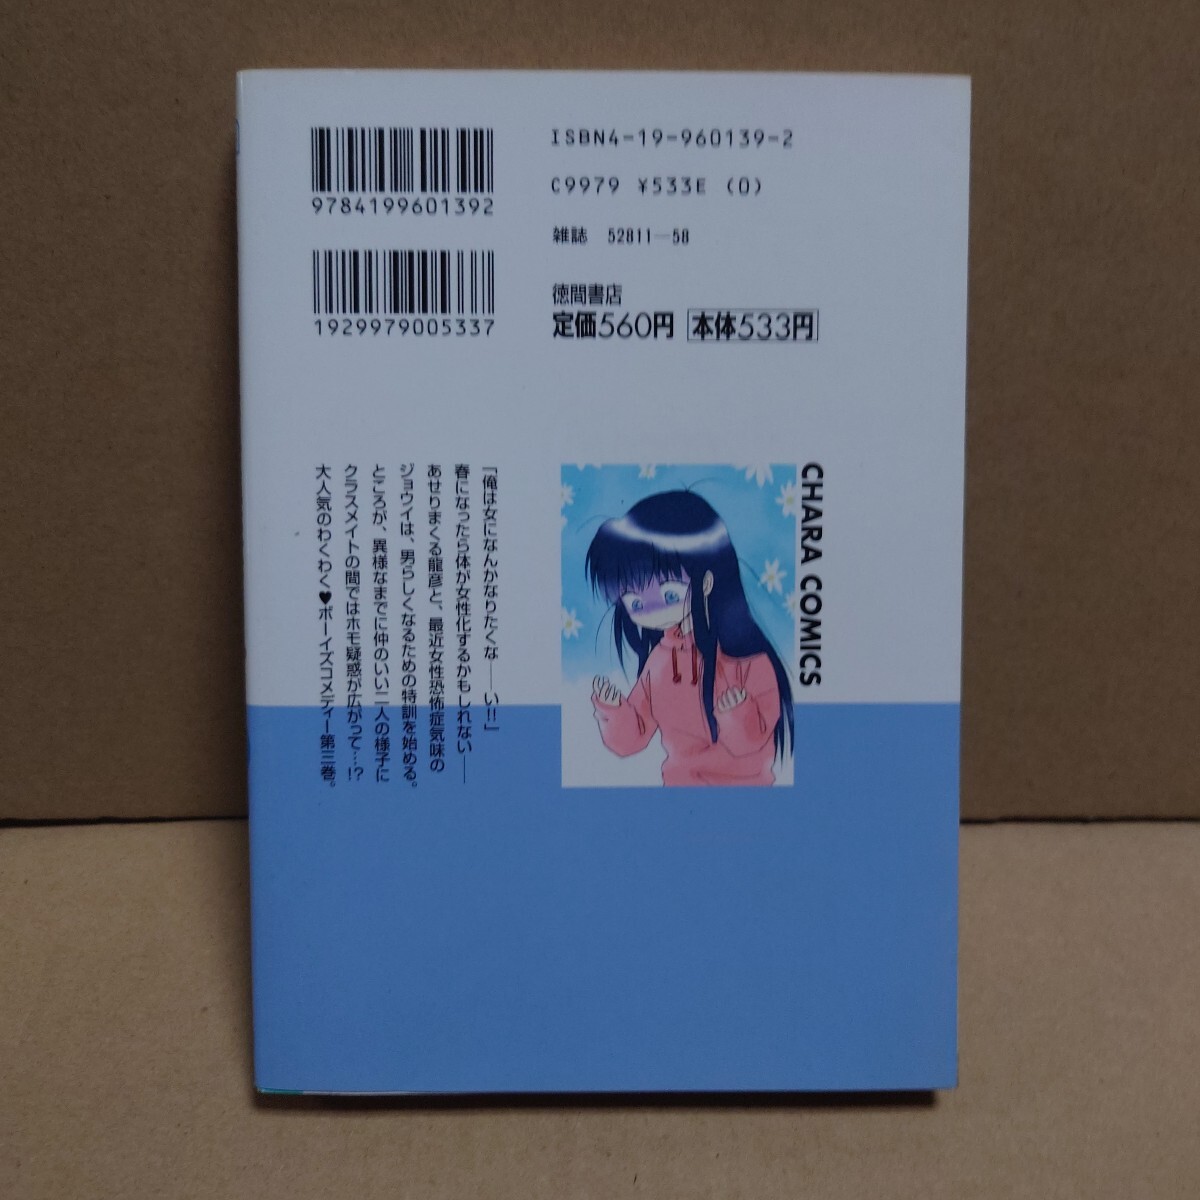 ISBN4-19-960139-2
C9979 ¥533E (0)
雑誌 52811-58
徳間書店
定価560円 本体533円
9784199601392
1929979005337
CHARA COMICS
「俺は女になんかなりたくな――い!!」
春になったら体が女性化するかもしれない――
あせりまくる龍彦と、最近女性恐怖症気味の
ジョウイは、男らしくなるための特訓を始める。
ところが、異様なまでに仲のいい二人の様子に
クラスメイトの間ではホモ疑惑が広がって…!?
大人気のわくわく♥ボーイズコメディー第三巻。